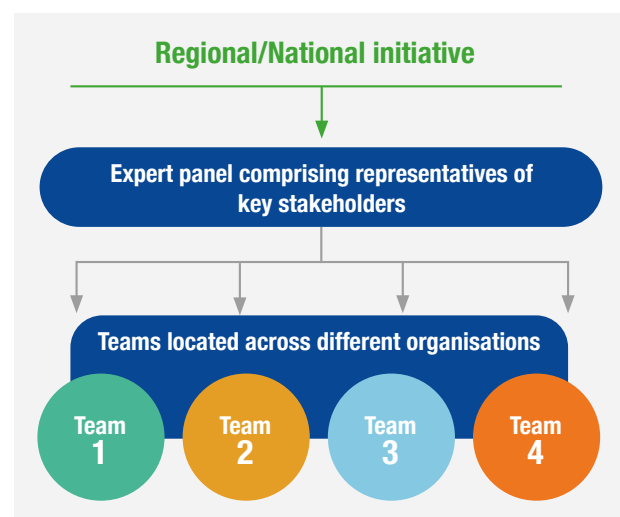 Regional/National initiative
Expert panel comprising representatives of
key stakeholders
Teams located across different organisations
Team
1
Team
2
Team
3
Team
4